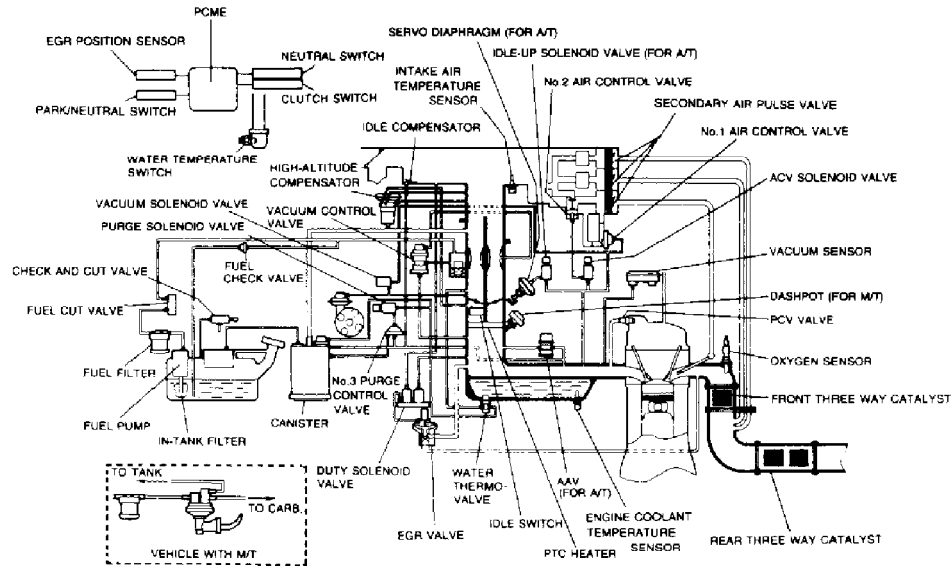 PCME
EGR POSITION SENSOR
NEUTRAL SWITCH
PARK/NEUTRAL SWITCH
CLUTCH SWITCH
WATER TEMPERATURE
SWITCH
SERVO DIAPHRAGM (FOR A/T)
IDLE-UP SOLENOID VALVE (FOR A/T)
INTAKE AIR
TEMPERATURE
SENSOR
No.2 AIR CONTROL VALVE
SECONDARY AIR PULSE VALVE
No.1 AIR CONTROL VALVE
IDLE COMPENSATOR
HIGH-ALTITUDE
COMPENSATOR
ACV SOLENOID VALVE
VACUUM SOLENOID VALVE
VACUUM CONTROL
VALVE
PURGE SOLENOID VALVE
VACUUM SENSOR
CHECK AND CUT VALVE
FUEL
CHECK VALVE
DASHPOT (FOR M/T)
FUEL CUT VALVE
PCV VALVE
OXYGEN SENSOR
FUEL FILTER
No.3 PURGE
CONTROL
VALVE
FRONT THREE WAY CATALYST
FUEL PUMP
CANISTER
IN-TANK FILTER
DUTY SOLENOID
VALVE
WATER
THERMO-
VALVE
AAV
(FOR A/T)
TO TANK
TO CARB.
VEHICLE WITH M/T
EGR VALVE
IDLE SWITCH
PTC HEATER
ENGINE COOLANT
TEMPERATURE
SENSOR
REAR THREE WAY CATALYST